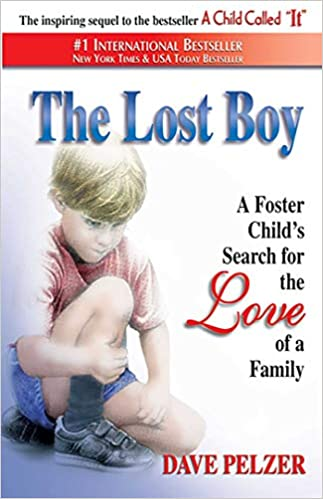 The inspiring sequel to the bestseller A Child Called "It"
#1 INTERNATIONAL BESTSELLER
NEW YORK TIMES & USA TODAY BESTSELLER
The Lost Boy
A Foster
Child's
Search for
the
Love
of a
Family
DAVE PELZER